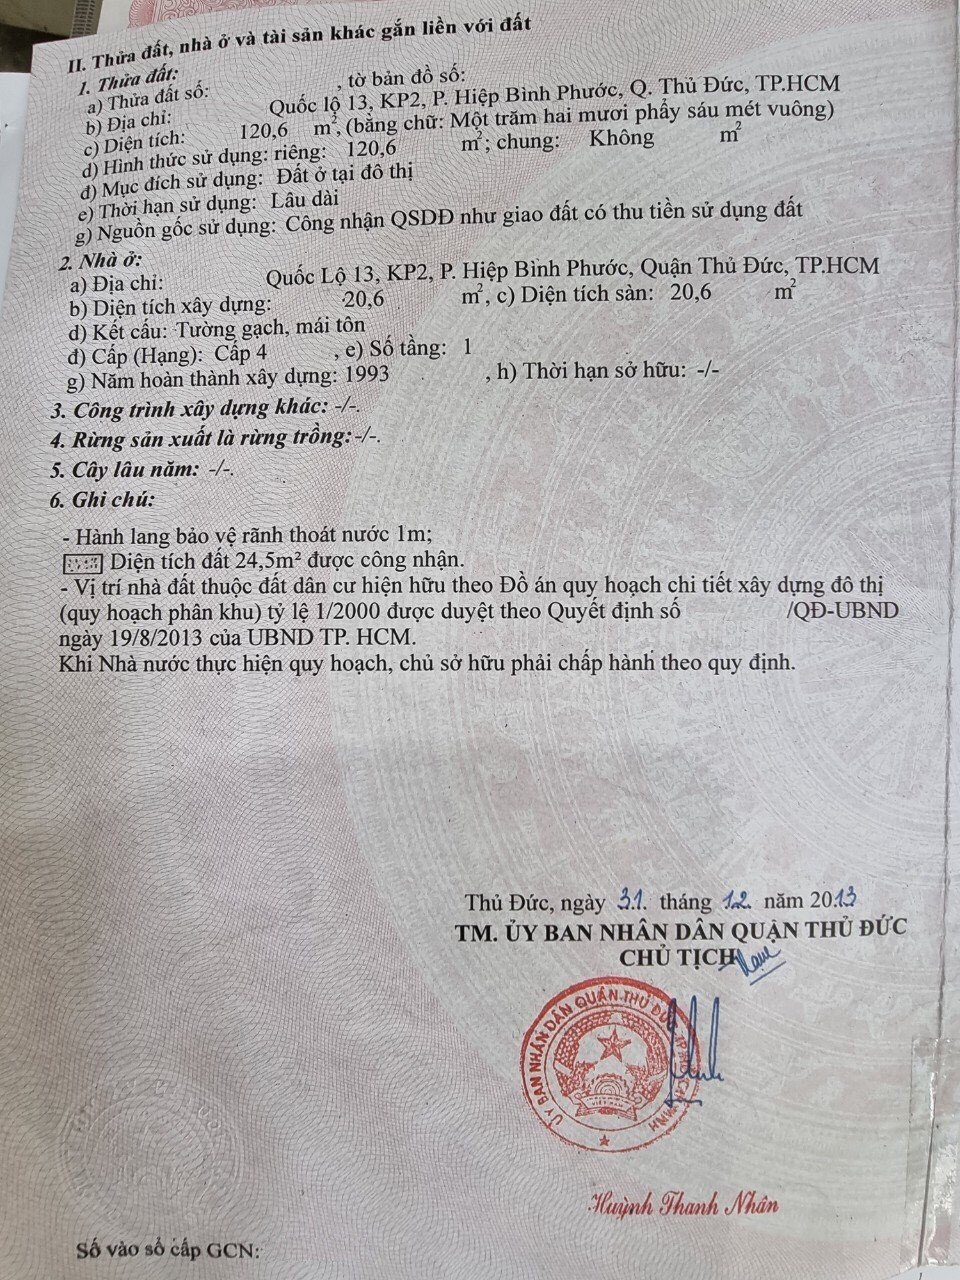 II. Thửa đất, nhà ở và tài sản khác gắn liền với đất
1. Thửa đất:
a) Thửa đất số: , tờ bản đồ số:
b) Địa chỉ: Quốc lộ 13, KP2, P. Hiệp Bình Phước, Q. Thủ Đức, TP.HCM
c) Diện tích: 120,6 m², (bằng chữ: Một trăm hai mươi phẩy sáu mét vuông)
d) Hình thức sử dụng: riêng: 120,6 m²; chung: Không m²
đ) Mục đích sử dụng: Đất ở tại đô thị
e) Thời hạn sử dụng: Lâu dài
g) Nguồn gốc sử dụng: Công nhận QSDĐ như giao đất có thu tiền sử dụng đất
2. Nhà ở:
a) Địa chỉ: Quốc Lộ 13, KP2, P. Hiệp Bình Phước, Quận Thủ Đức, TP.HCM
b) Diện tích xây dựng: 20,6 m², c) Diện tích sàn: 20,6 m²
d) Kết cấu: Tường gạch, mái tôn
đ) Cấp (Hạng): Cấp 4 , e) Số tầng: 1
g) Năm hoàn thành xây dựng: 1993 , h) Thời hạn sở hữu: -/-
3. Công trình xây dựng khác: -/-.
4. Rừng sản xuất là rừng trồng:-/-.
5. Cây lâu năm: -/-.
6. Ghi chú:
- Hành lang bảo vệ rãnh thoát nước 1m;
Diện tích đất 24,5m² được công nhận.
- Vị trí nhà đất thuộc đất dân cư hiện hữu theo Đồ án quy hoạch chi tiết xây dựng đô thị
(quy hoạch phân khu) tỷ lệ 1/2000 được duyệt theo Quyết định số /QĐ-UBND
ngày 19/8/2013 của UBND TP. HCM.
Khi Nhà nước thực hiện quy hoạch, chủ sở hữu phải chấp hành theo quy định.
Thủ Đức, ngày 31 tháng 12 năm 2013
TM. ỦY BAN NHÂN DÂN QUẬN THỦ ĐỨC
CHỦ TỊCH
ỦY BAN NHÂN DÂN QUẬN THỦ ĐỨC
VIỆT NAM
Huỳnh Thanh Nhân
Số vào sổ cấp GCN: